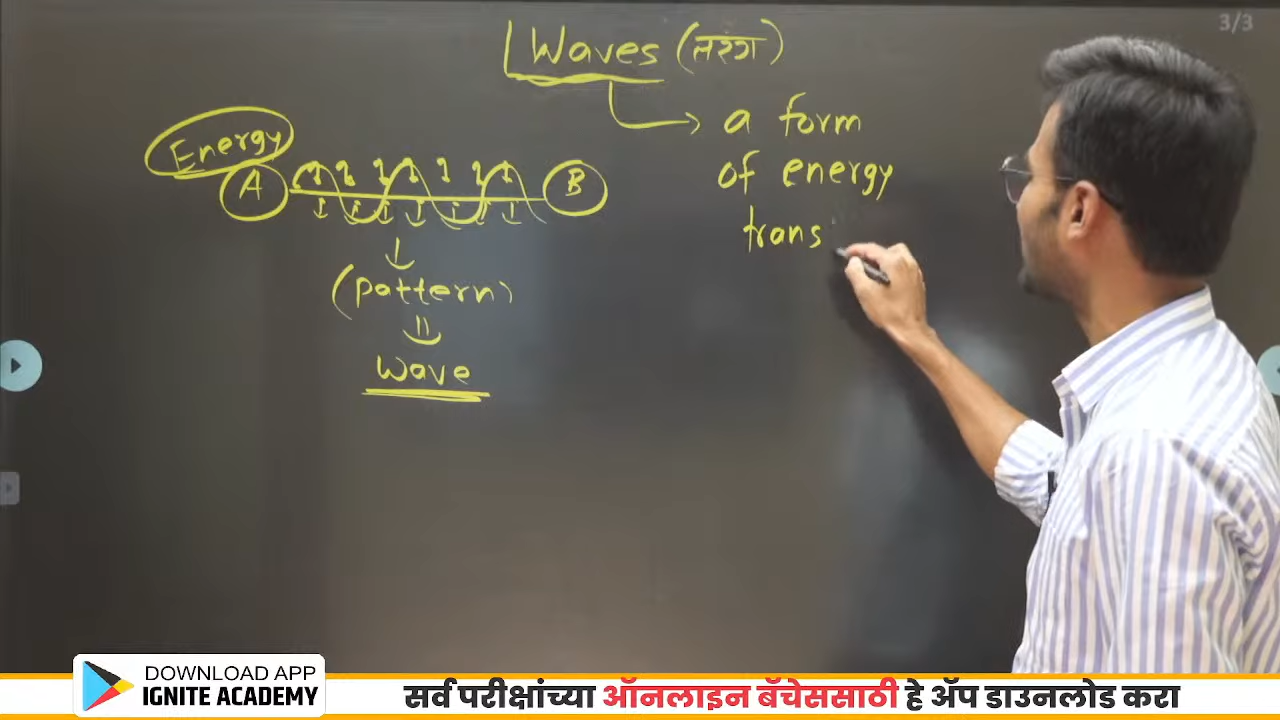 3/3
Waves (तरंग)
a form
of energy
trans
Energy
A
B
(pattern)
Wave
DOWNLOAD APP
IGNITE ACADEMY
सर्व परीक्षांच्या ऑनलाइन बॅचेससाठी हे ॲप डाउनलोड करा